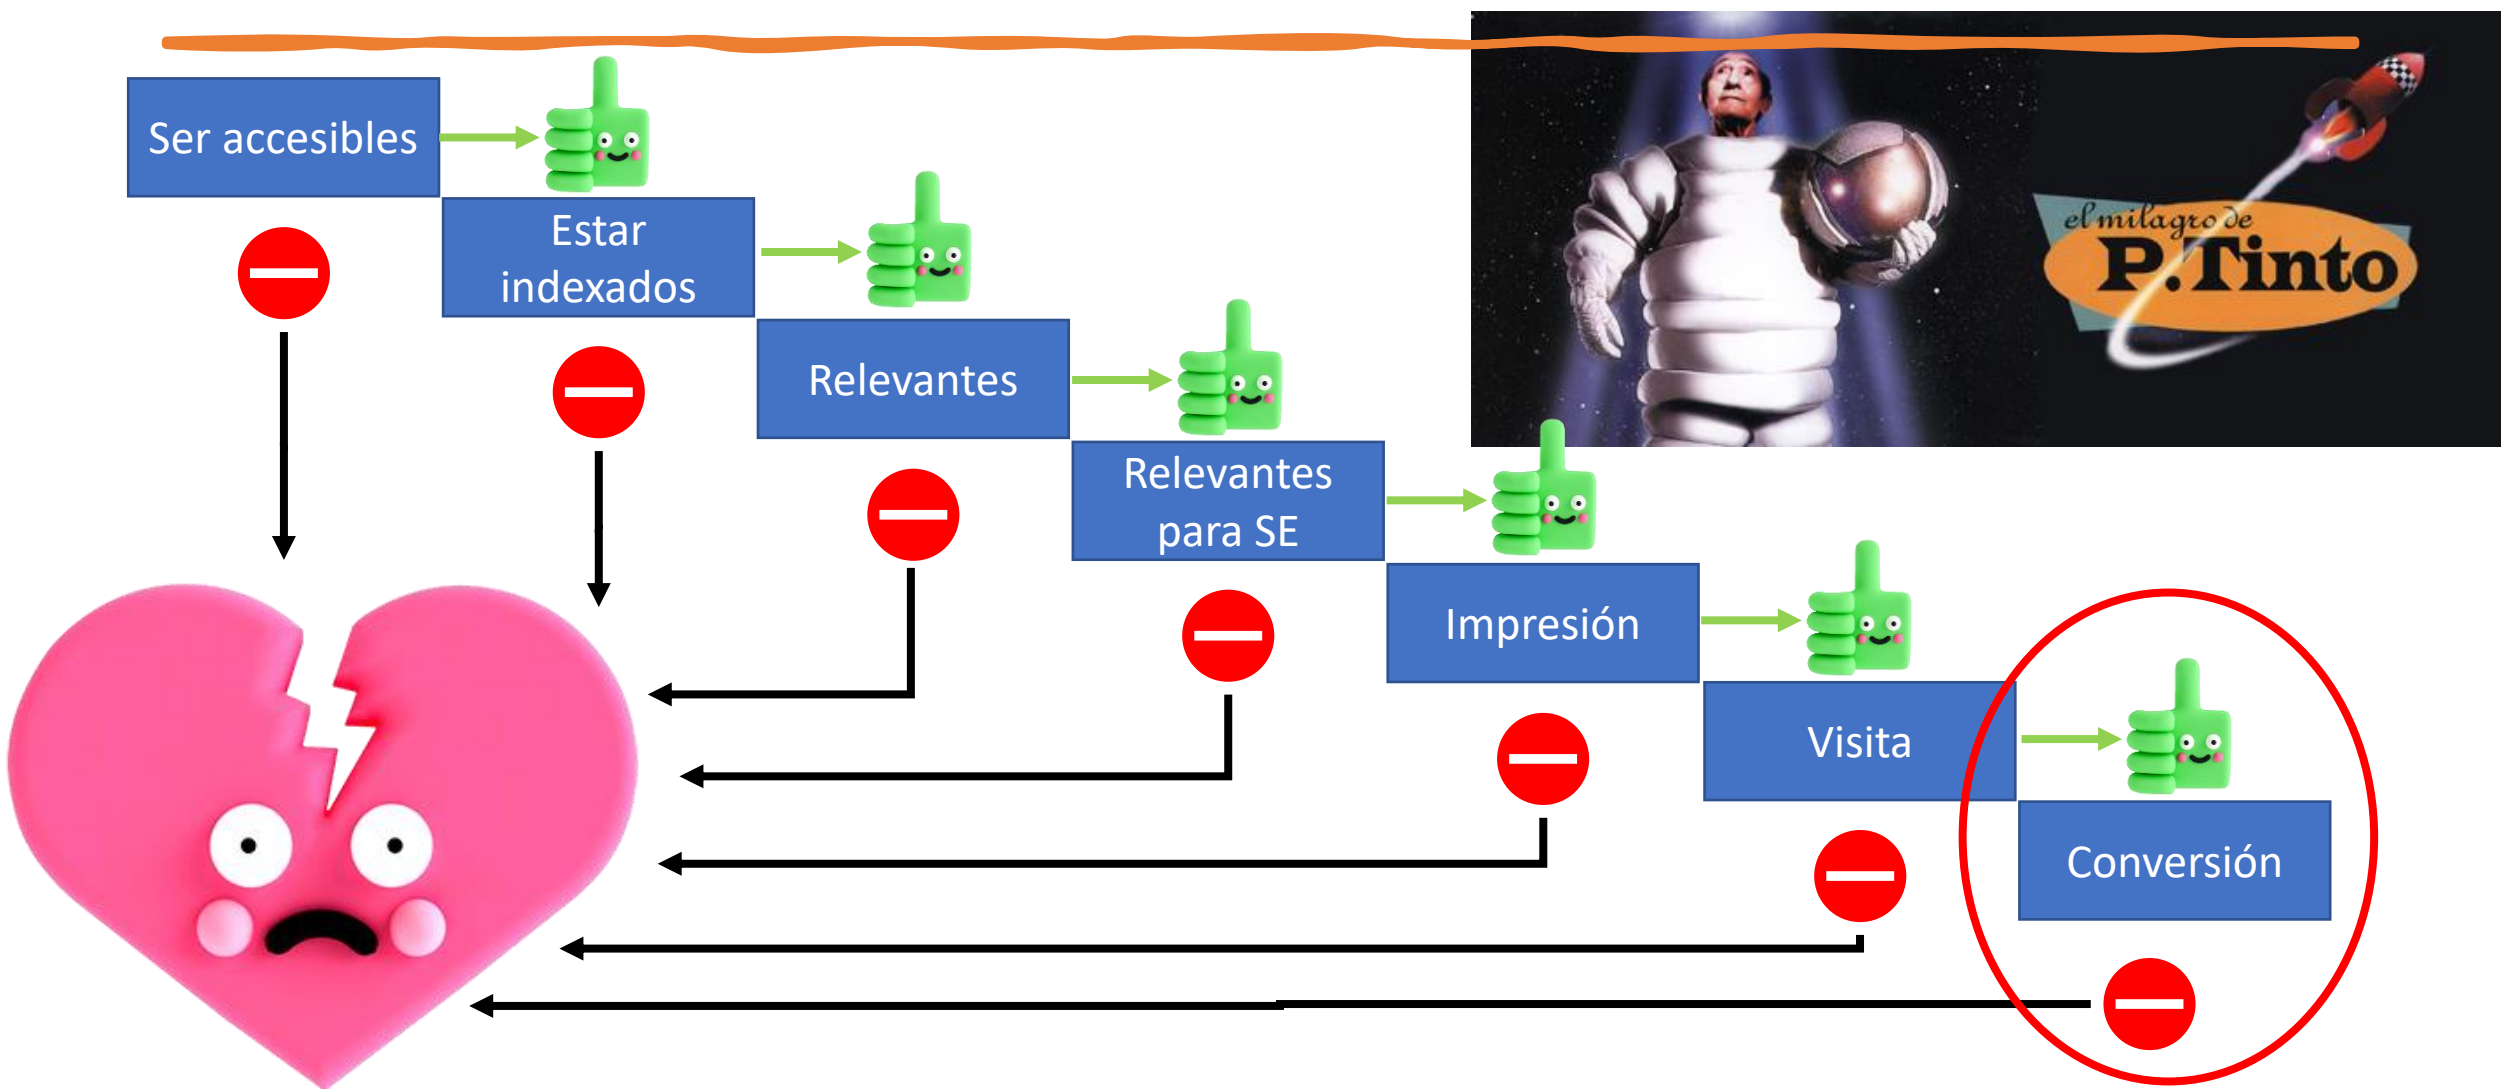 Ser accesibles
Estar
indexados
Relevantes
Relevantes
para SE
Impresión
Visita
Conversión
el milagro de
P.Tinto